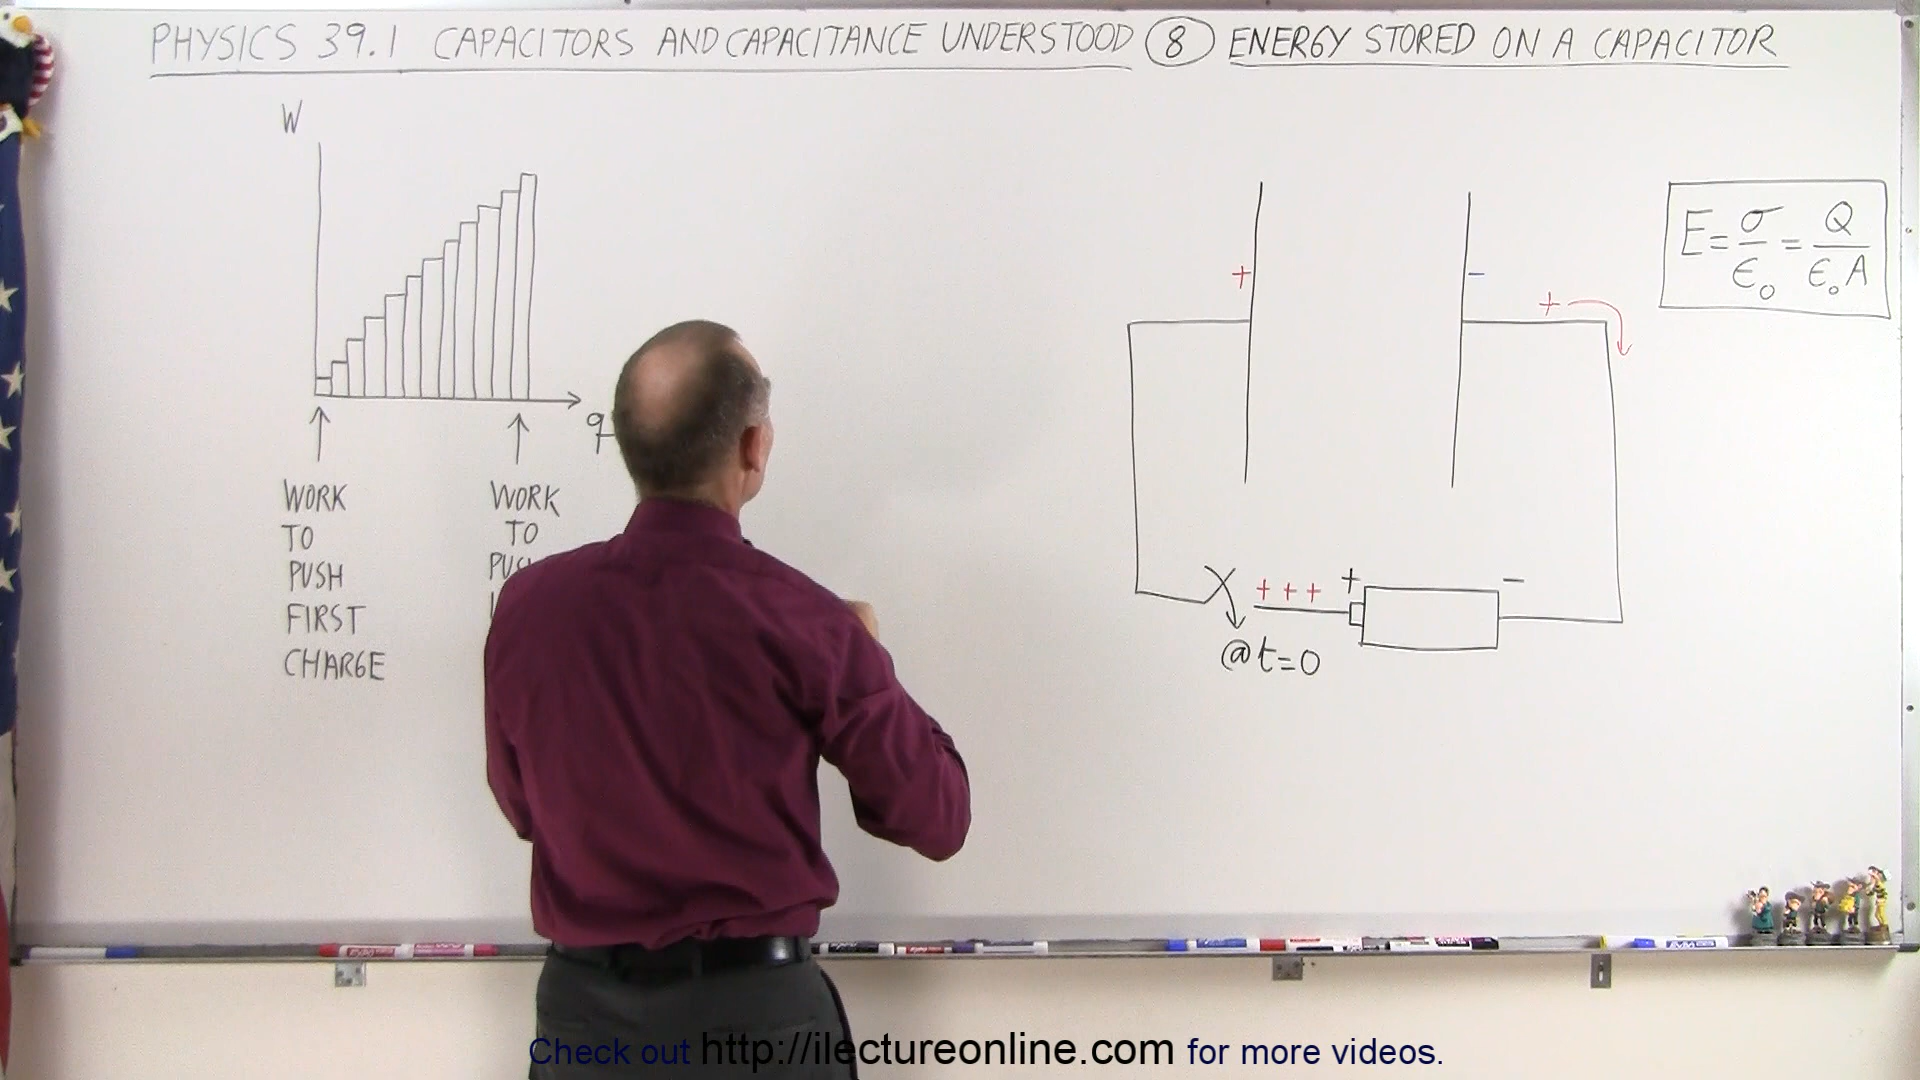 PHYSICS 39.1 CAPACITORS AND CAPACITANCE UNDERSTOOD 8 ENERGY STORED ON A CAPACITOR
W
q
WORK
TO
PUSH
FIRST
CHARGE
WORK
TO
+
-
+
E = σ/ε₀ = Q/ε₀A
+ + + + -
@ t=0
Check out http://ilectureonline.com for more videos.